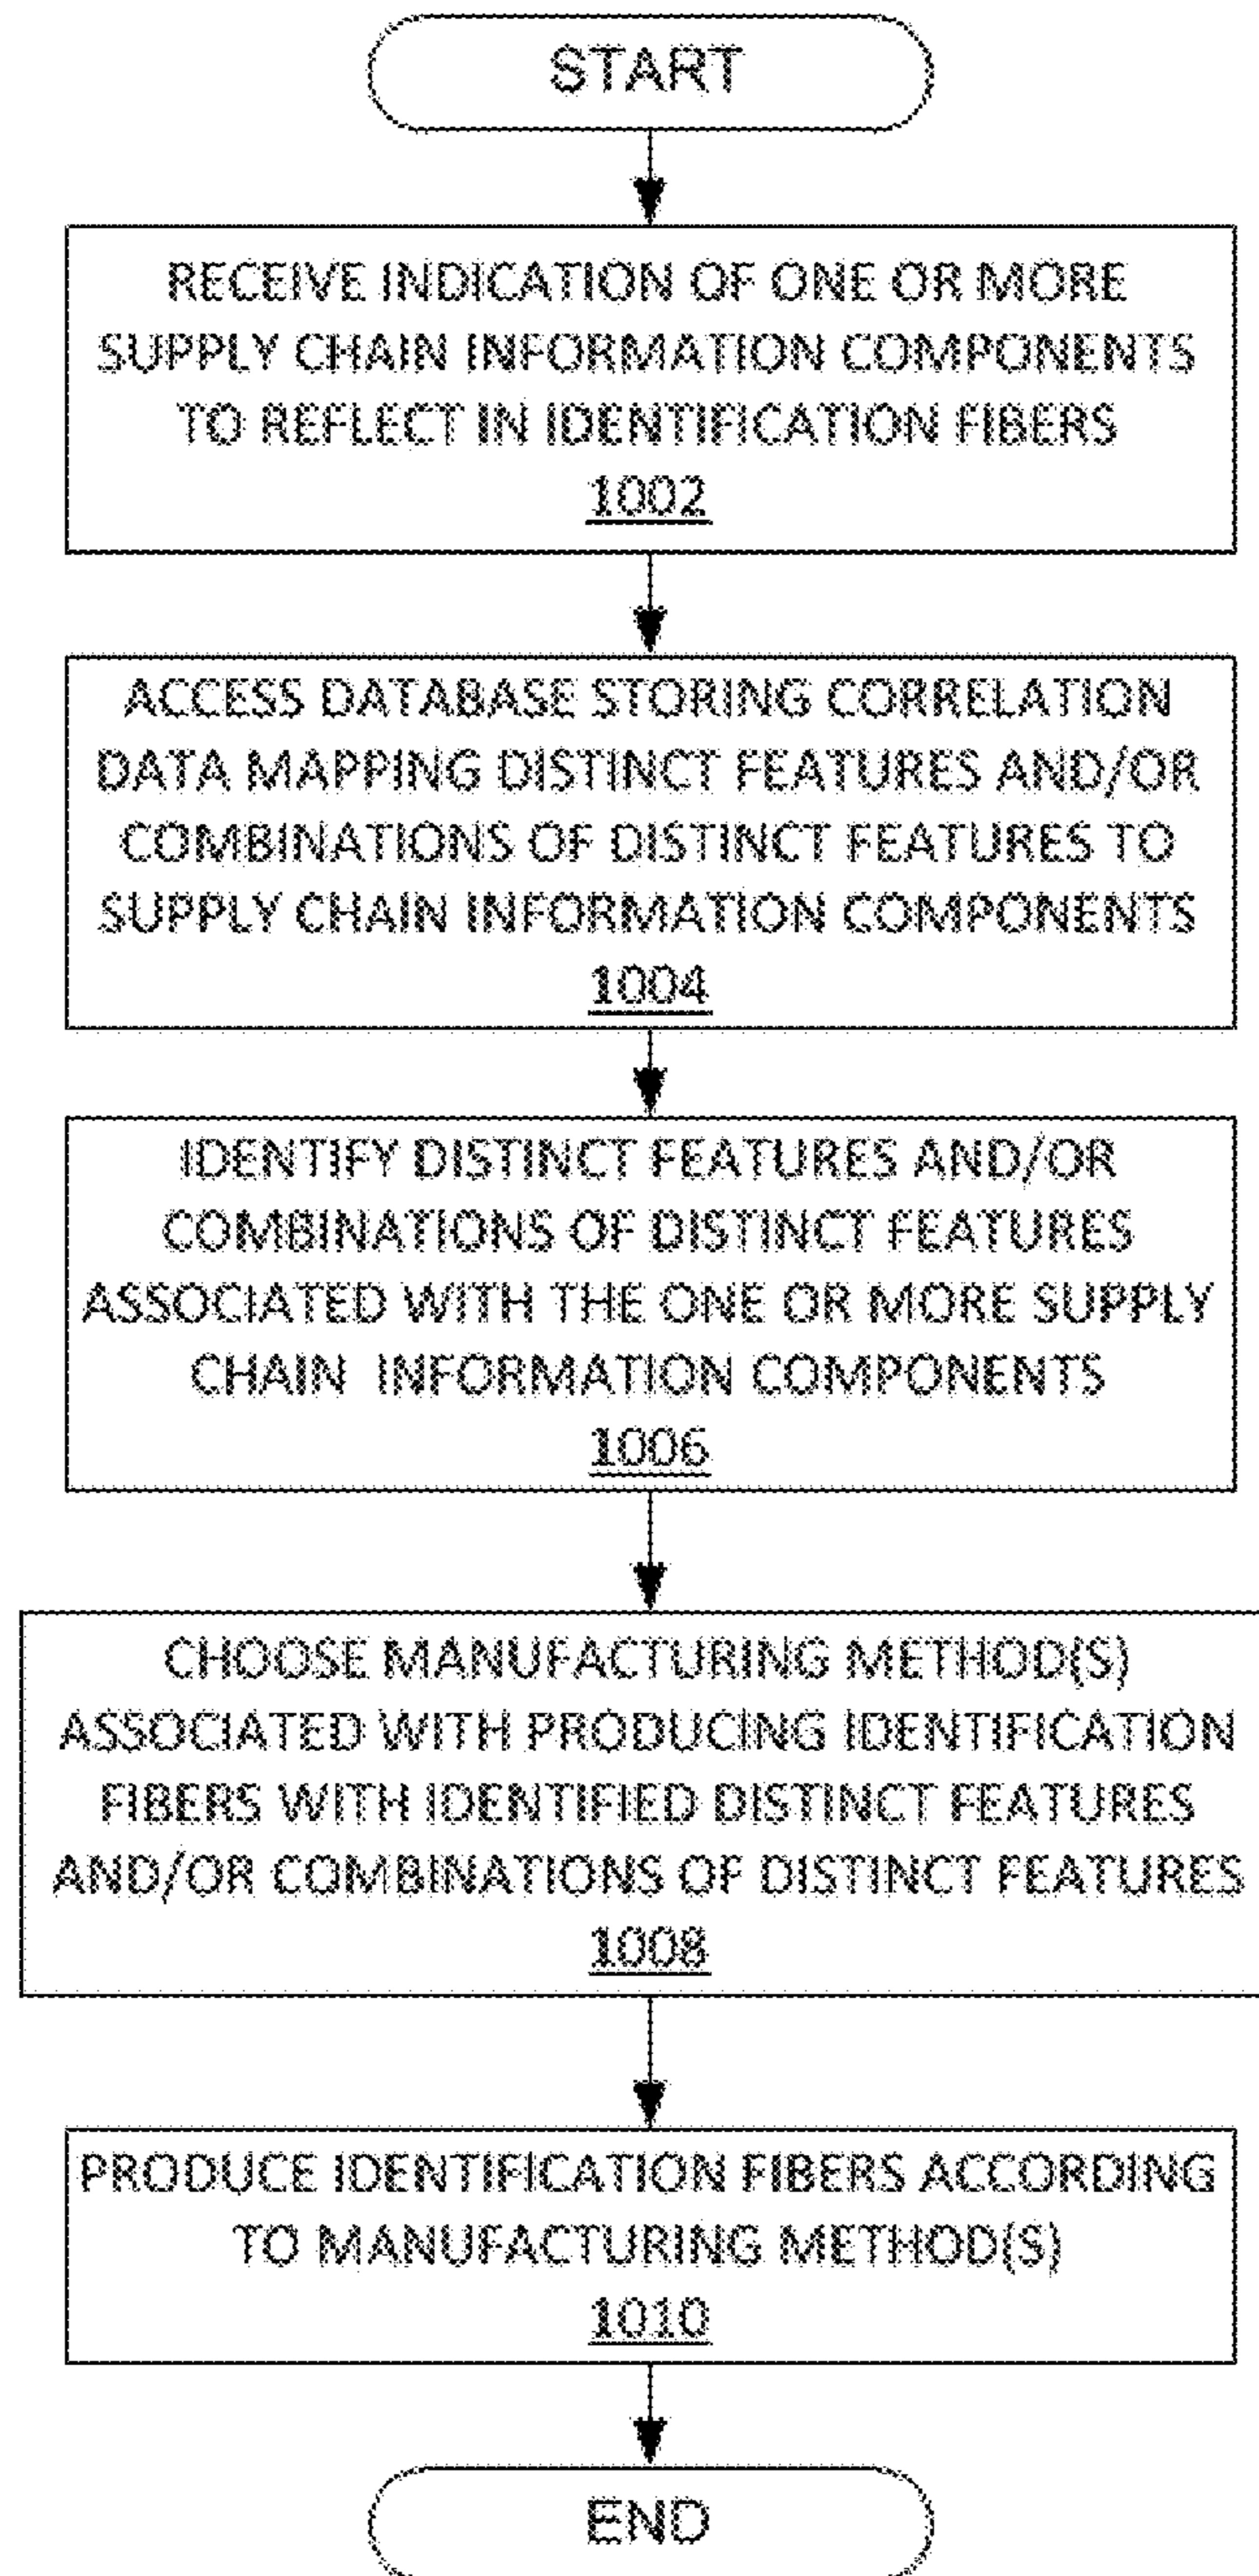 START
RECEIVE INDICATION OF ONE OR MORE
SUPPLY CHAIN INFORMATION COMPONENTS
TO REFLECT IN IDENTIFICATION FIBERS
1002
ACCESS DATABASE STORING CORRELATION
DATA MAPPING DISTINCT FEATURES AND/OR
COMBINATIONS OF DISTINCT FEATURES TO
SUPPLY CHAIN INFORMATION COMPONENTS
1004
IDENTIFY DISTINCT FEATURES AND/OR
COMBINATIONS OF DISTINCT FEATURES
ASSOCIATED WITH THE ONE OR MORE SUPPLY
CHAIN INFORMATION COMPONENTS
1006
CHOOSE MANUFACTURING METHOD(S)
ASSOCIATED WITH PRODUCING IDENTIFICATION
FIBERS WITH IDENTIFIED DISTINCT FEATURES
AND/OR COMBINATIONS OF DISTINCT FEATURES
1008
PRODUCE IDENTIFICATION FIBERS ACCORDING
TO MANUFACTURING METHOD(S)
1010
END